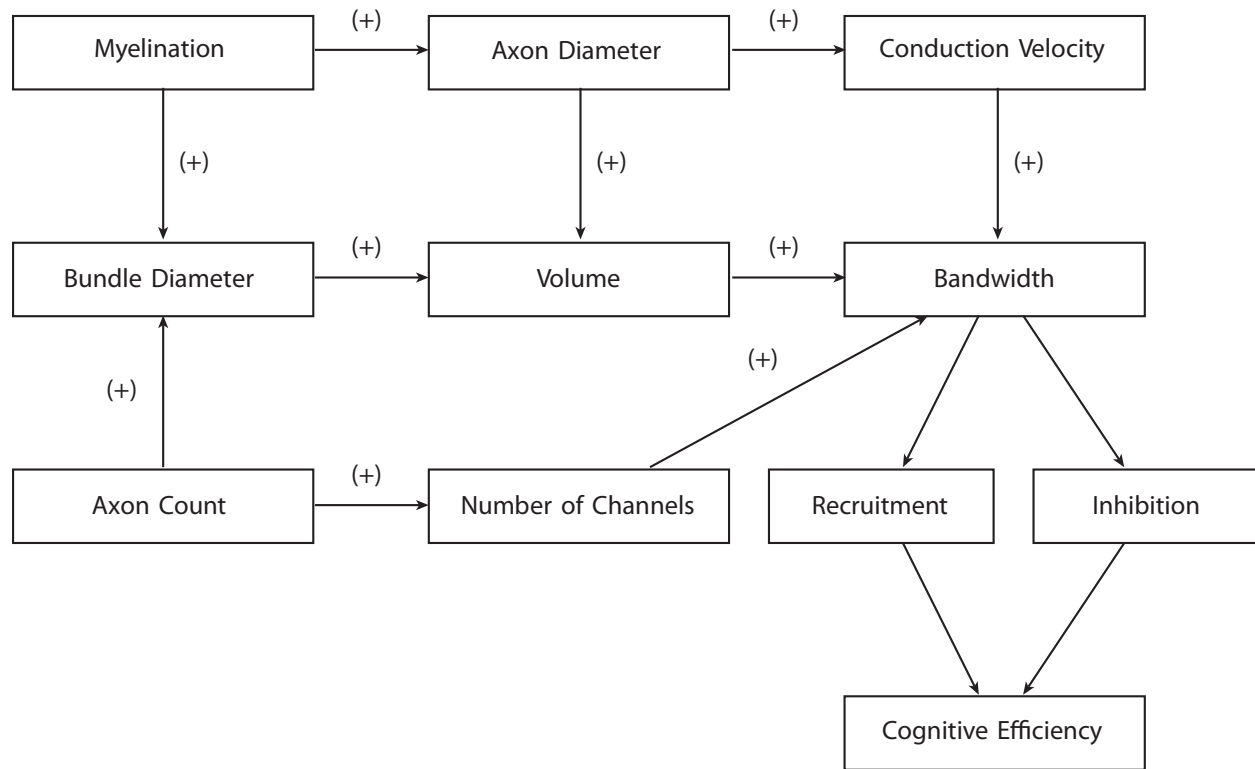 (+)
(+)
Myelination
Axon Diameter
Conduction Velocity
(+)
(+)
(+)
(+)
(+)
Bundle Diameter
Volume
Bandwidth
(+)
(+)
(+)
Axon Count
Number of Channels
Recruitment
Inhibition
Cognitive Efficiency